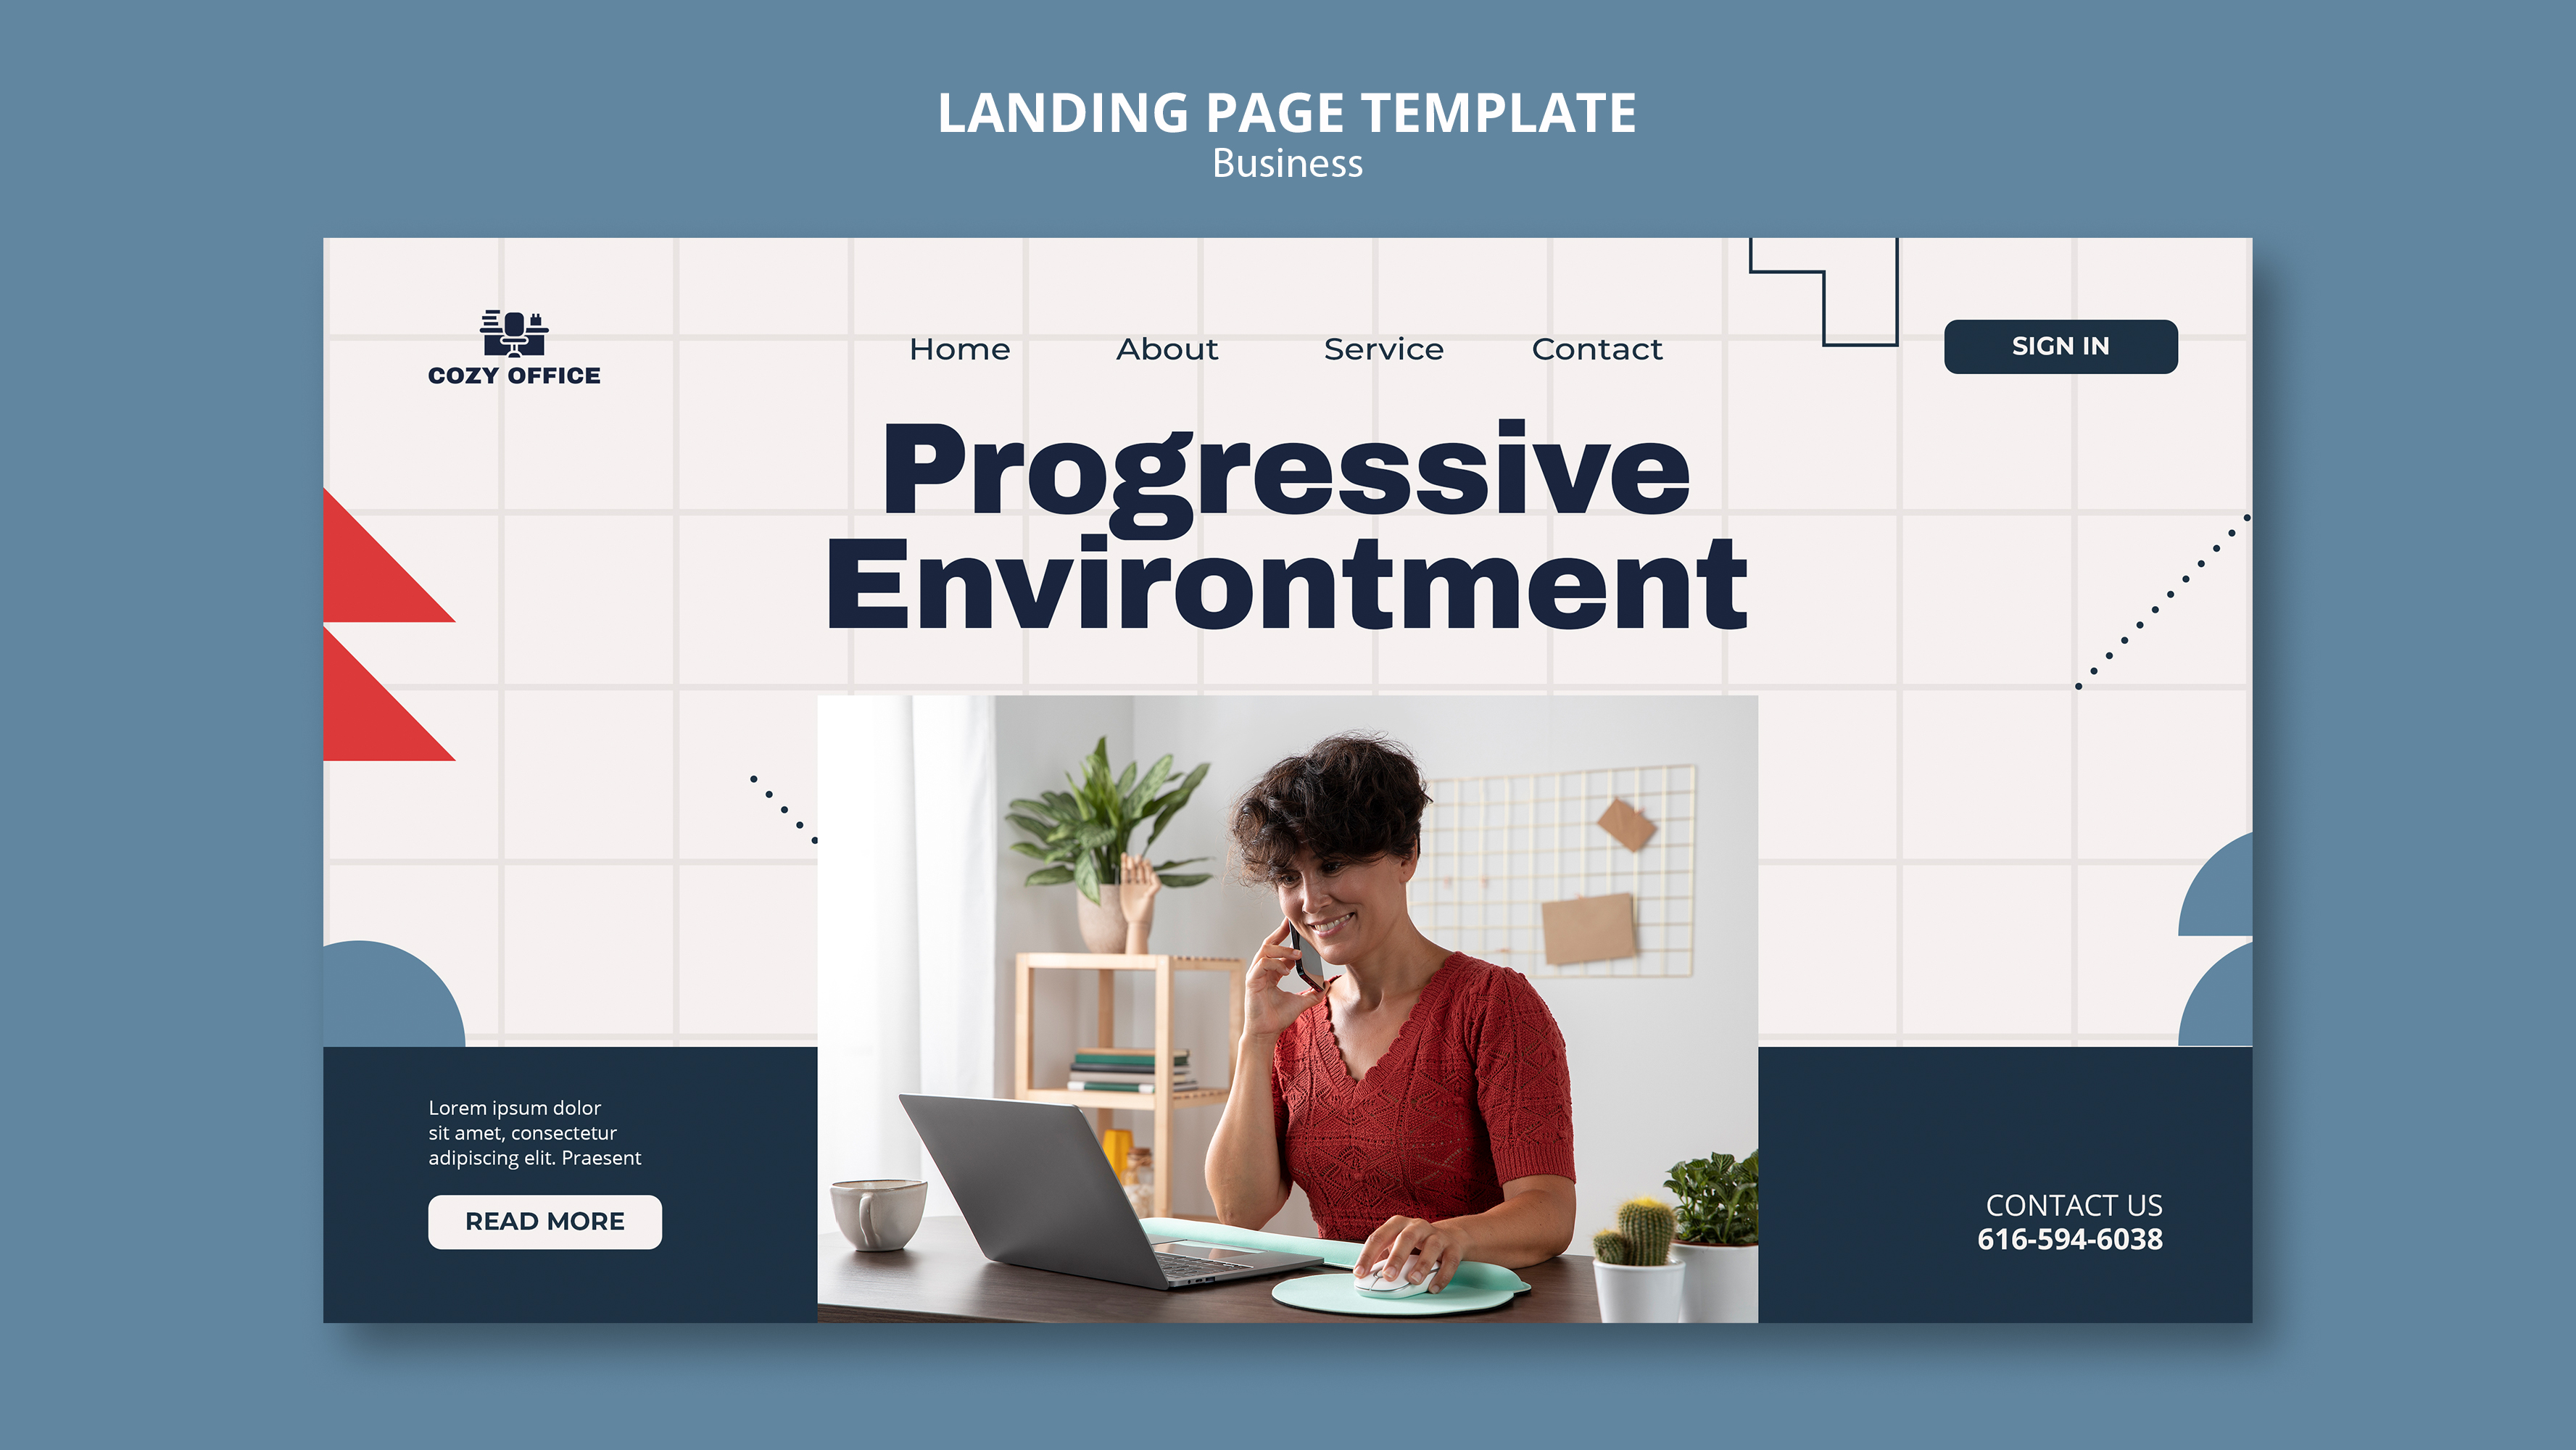 LANDING PAGE TEMPLATE
Business
COZY OFFICE
Home
About
Service
Contact
SIGN IN
Progressive
Environtment
Lorem ipsum dolor
sit amet, consectetur
adipiscing elit. Praesent
READ MORE
CONTACT US
616-594-6038